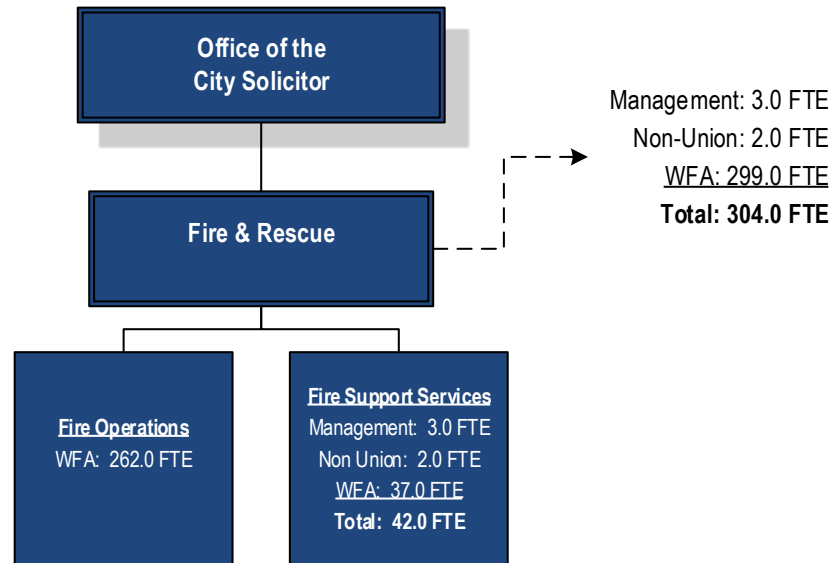 Office of the
City Solicitor
Management: 3.0 FTE
Non-Union: 2.0 FTE
WFA: 299.0 FTE
Total: 304.0 FTE
Fire & Rescue
Fire Operations
WFA: 262.0 FTE
Fire Support Services
Management: 3.0 FTE
Non Union: 2.0 FTE
WFA: 37.0 FTE
Total: 42.0 FTE